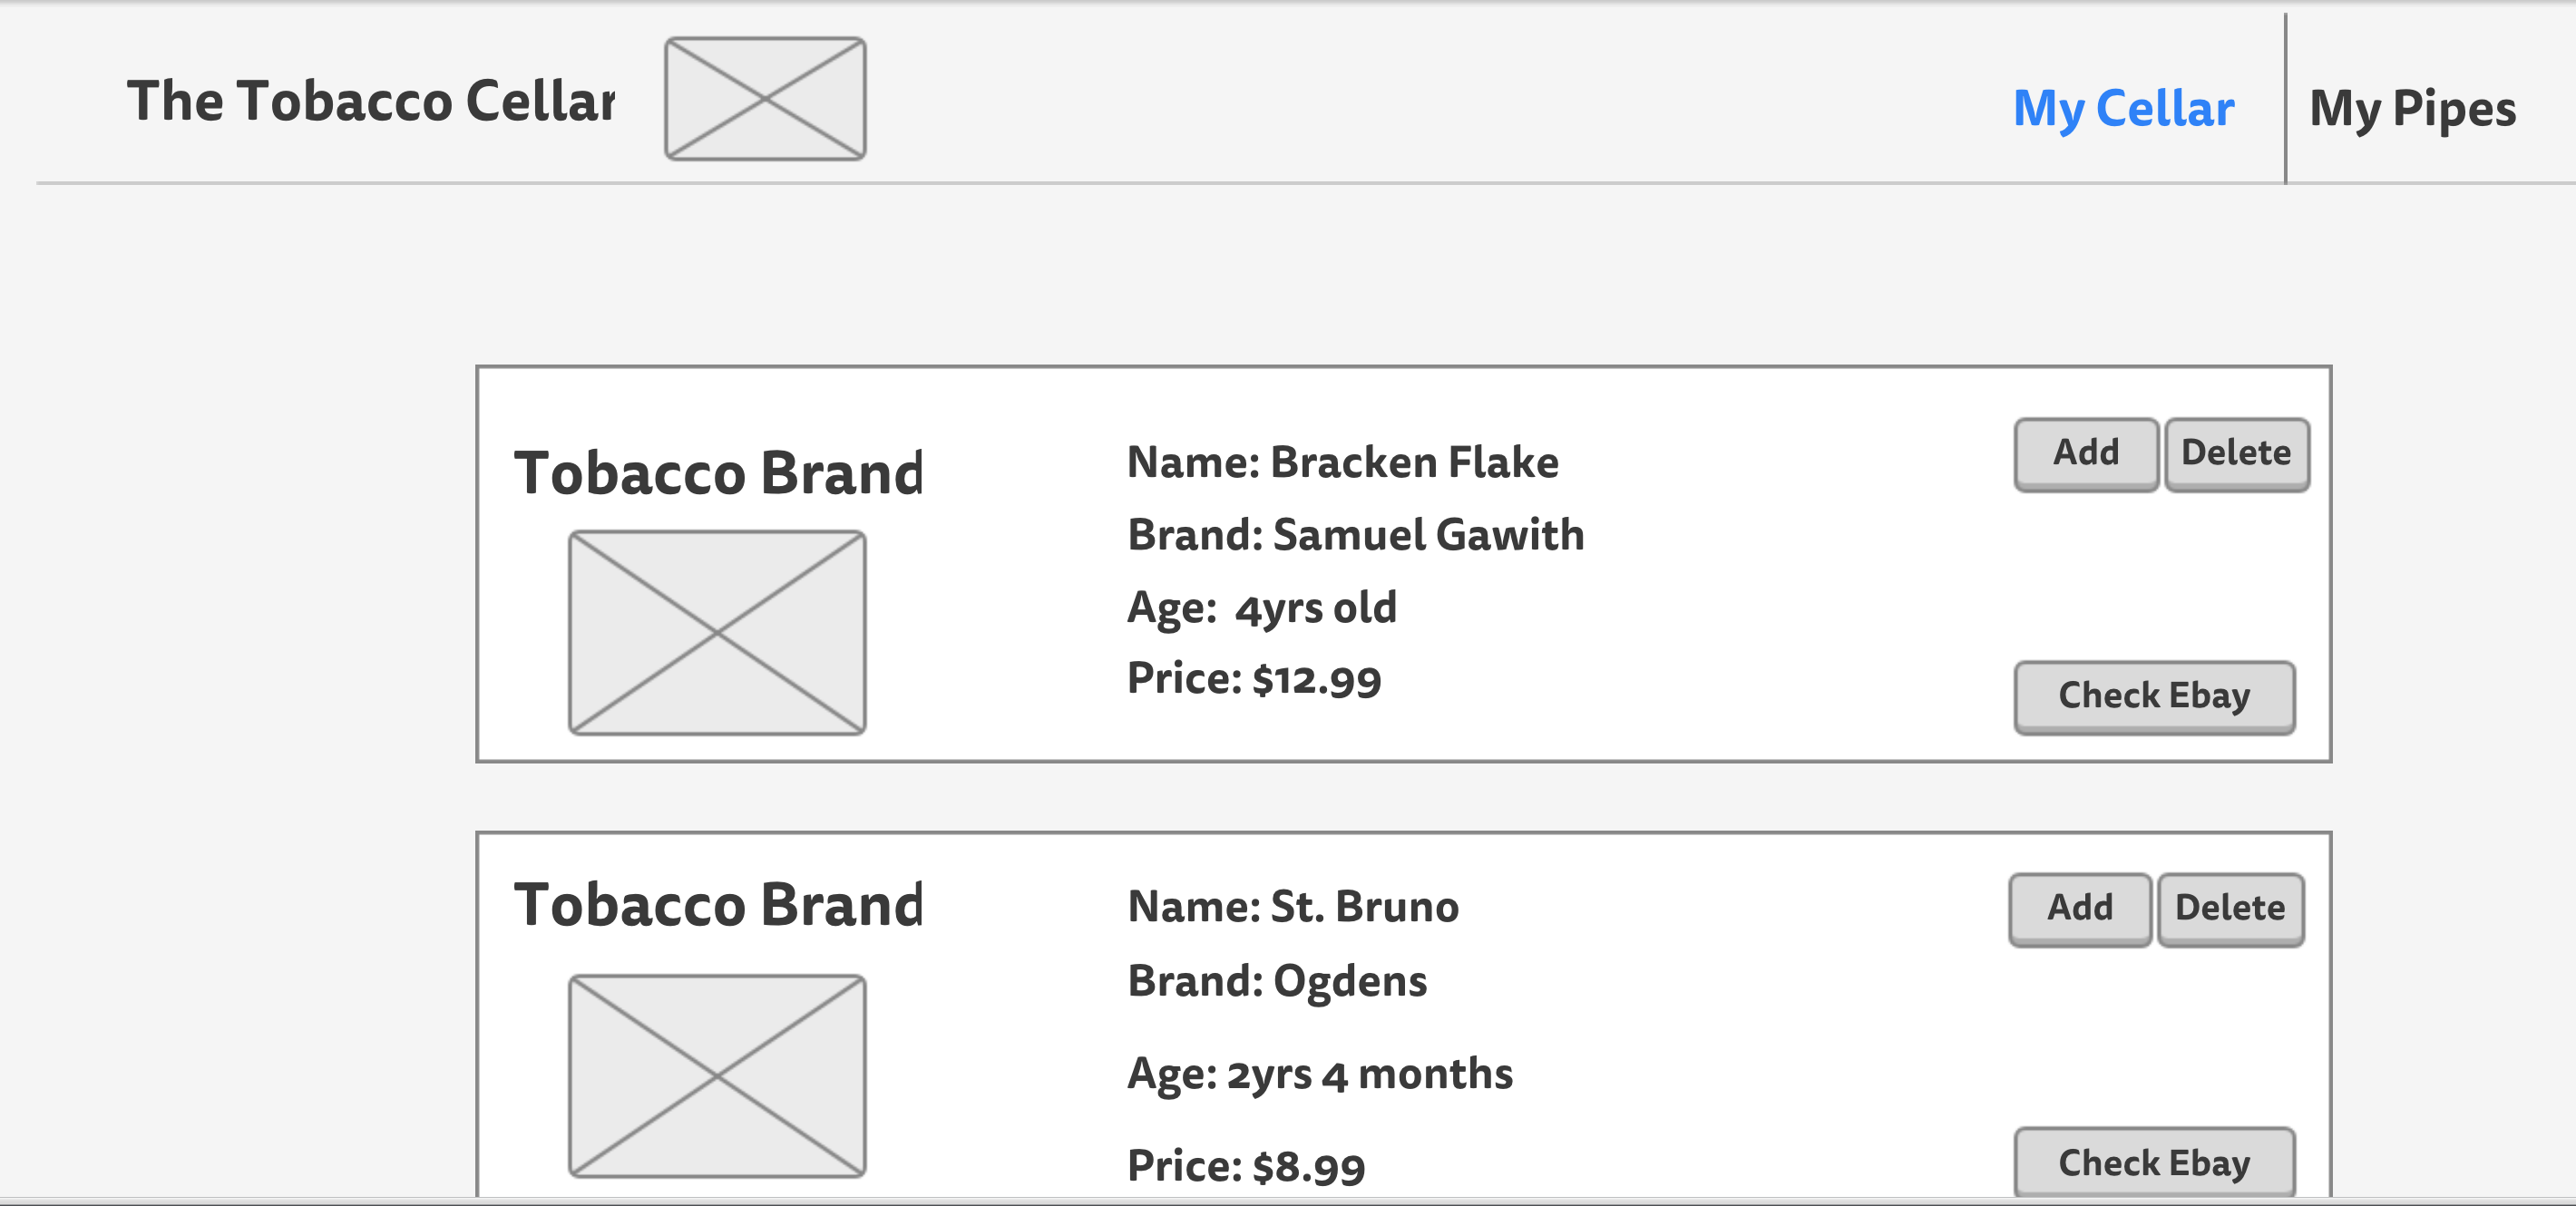 The Tobacco Cellar
My Cellar
My Pipes
Tobacco Brand
Name: Bracken Flake
Brand: Samuel Gawith
Age: 4yrs old
Price: $12.99
Add
Delete
Check Ebay
Tobacco Brand
Name: St. Bruno
Brand: Ogdens
Age: 2yrs 4 months
Price: $8.99
Add
Delete
Check Ebay